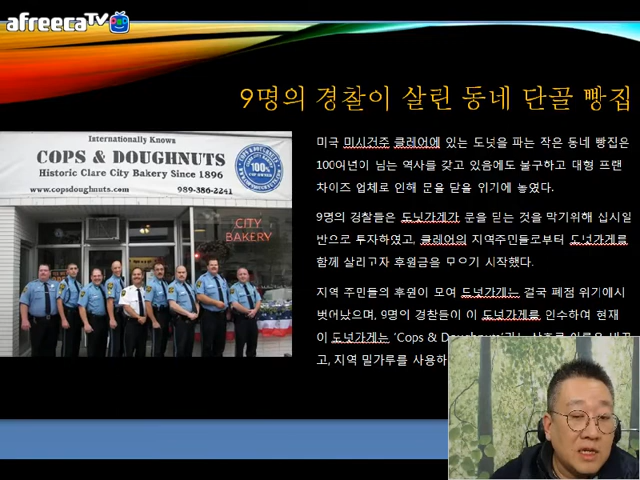 afreecaTV
9명의 경찰이 살린 동네 단골 빵집
Internationally Knows
COPS & DOUGHNUTS
Historic Clare City Bakery Since 1896
www.copsdoughnuts.com 989-386-2241
COPS & DOUGHNUTS
100%
CITY
BAKERY
미국 미시건주 클레어에 있는 도넛을 파는 작은 동네 빵집은
100여년이 넘는 역사를 갖고 있음에도 불구하고 대형 프랜
차이즈 업체로 인해 문을 닫을 위기에 놓였다.
9명의 경찰들은 도넛가게가 문을 닫는 것을 막기위해 십시일
반으로 투자하였고, 클레어의 지역주민들로부터 도넛가게를
함께 살리고자 후원금을 모으기 시작했다.
지역 주민들의 후원이 모여 도넛가게는 결국 폐점 위기에서
벗어났으며, 9명의 경찰들이 이 도넛가게를 인수하여 현재
이 도넛가게는 'Cops & Doughnuts'
고, 지역 밀가루를 사용하